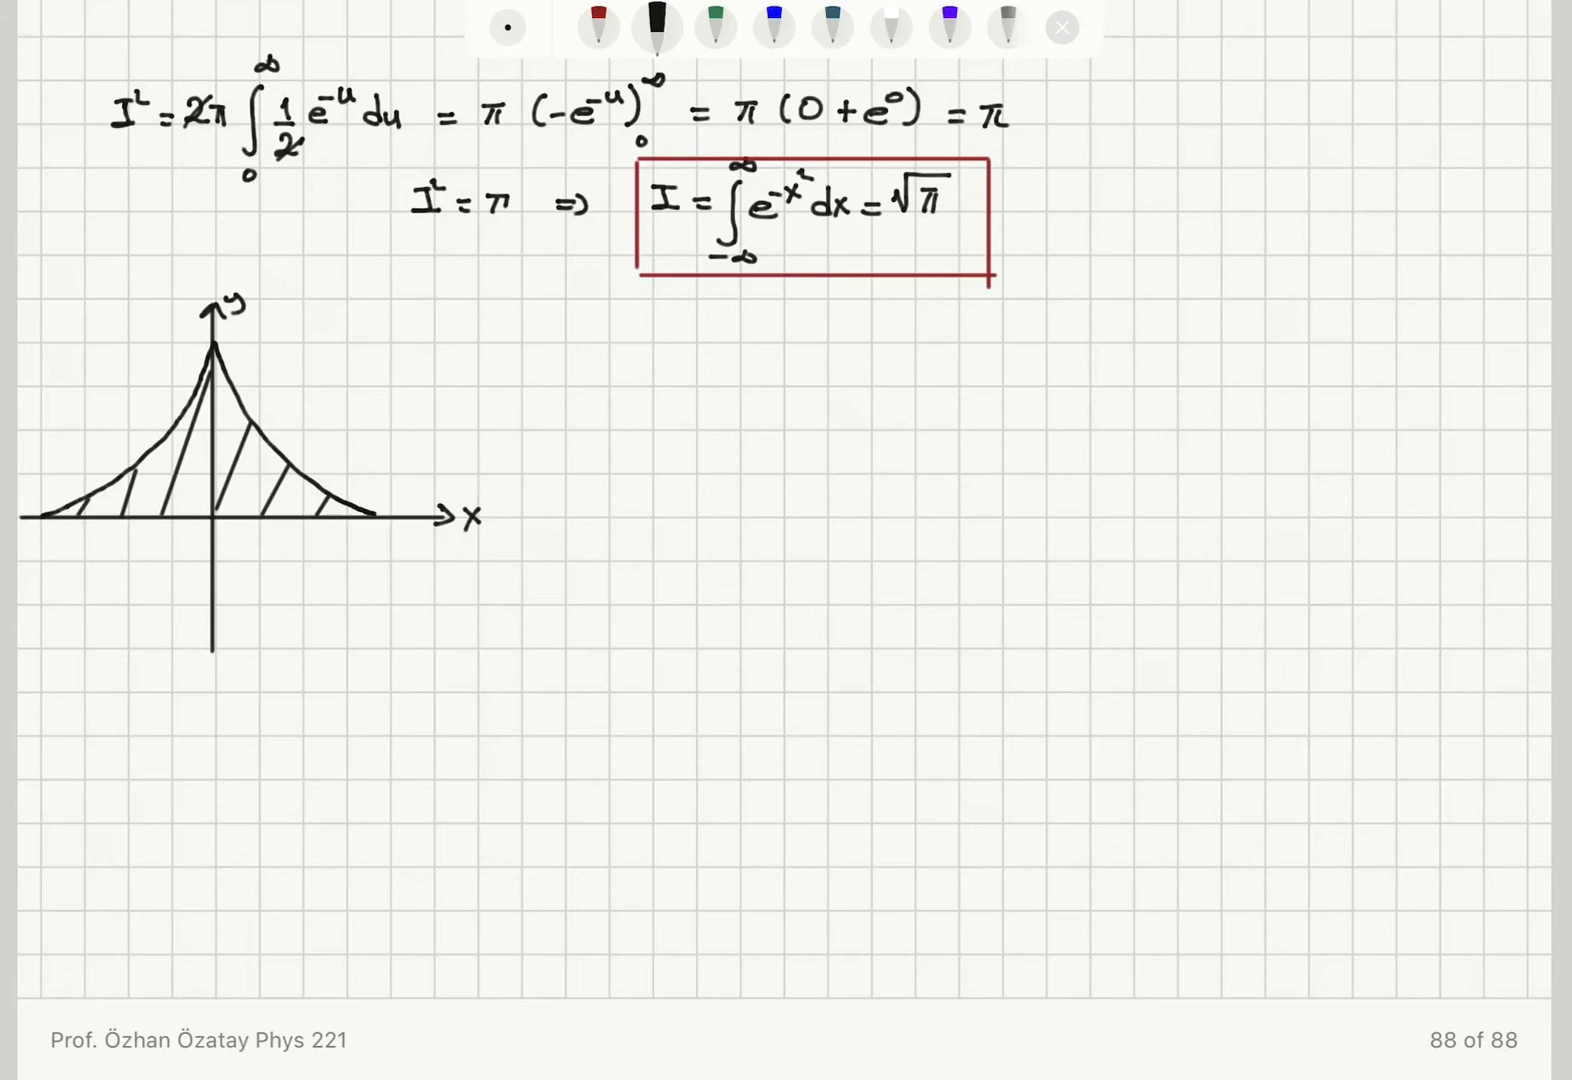 I² = 2π ∫₀^∞ 1/2 e^{-u} du = π (-e^{-u})₀^∞ = π (0 + e⁰) = π
I² = π ⇒ I = ∫_{-∞}^{∞} e^{-x²} dx = √π
y
x
Prof. Özhan Özatay Phys 221
88 of 88